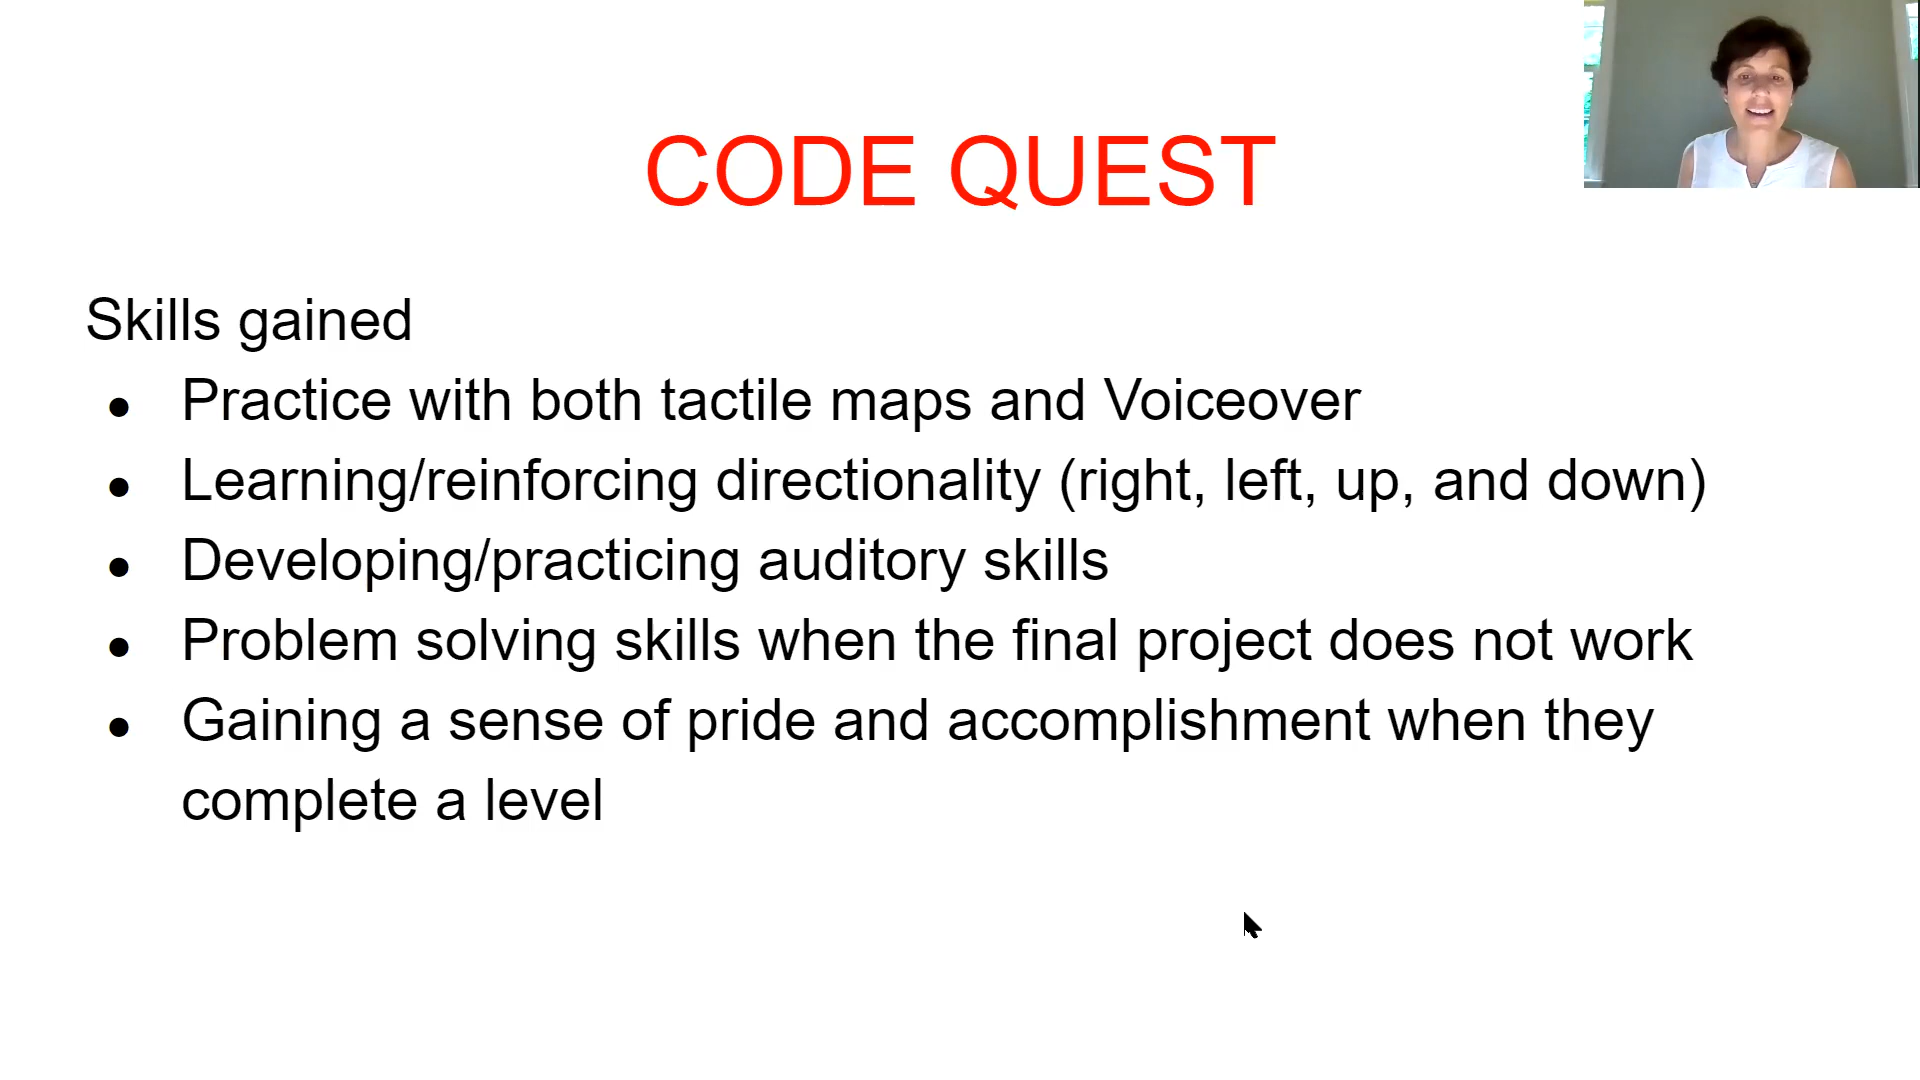 CODE QUEST
Skills gained
● Practice with both tactile maps and Voiceover
● Learning/reinforcing directionality (right, left, up, and down)
● Developing/practicing auditory skills
● Problem solving skills when the final project does not work
● Gaining a sense of pride and accomplishment when they
complete a level